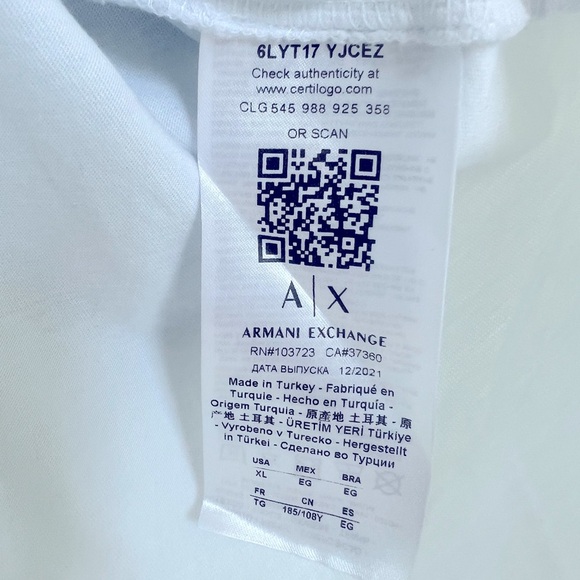 6LYT17 YJCEZ
Check authenticity at
www.certilogo.com
CLG 545 988 925 358
OR SCAN
A|X
ARMANI EXCHANGE
RN#103723 CA#37360
ДАТА ВЫПУСКА 12/2021
Made in Turkey - Fabriqué en
Turquie - Hecho en Turquía -
Origem Turquia - 原産地 土耳其 - 原
地 土耳其 - ÜRETİM YERİ Türkiye
- Vyrobeno v Turecko - Hergestellt
in Türkei - Сделано во Турции
USA MEX BRA
XL EG EG
FR CN ES
TG 185/108Y EG